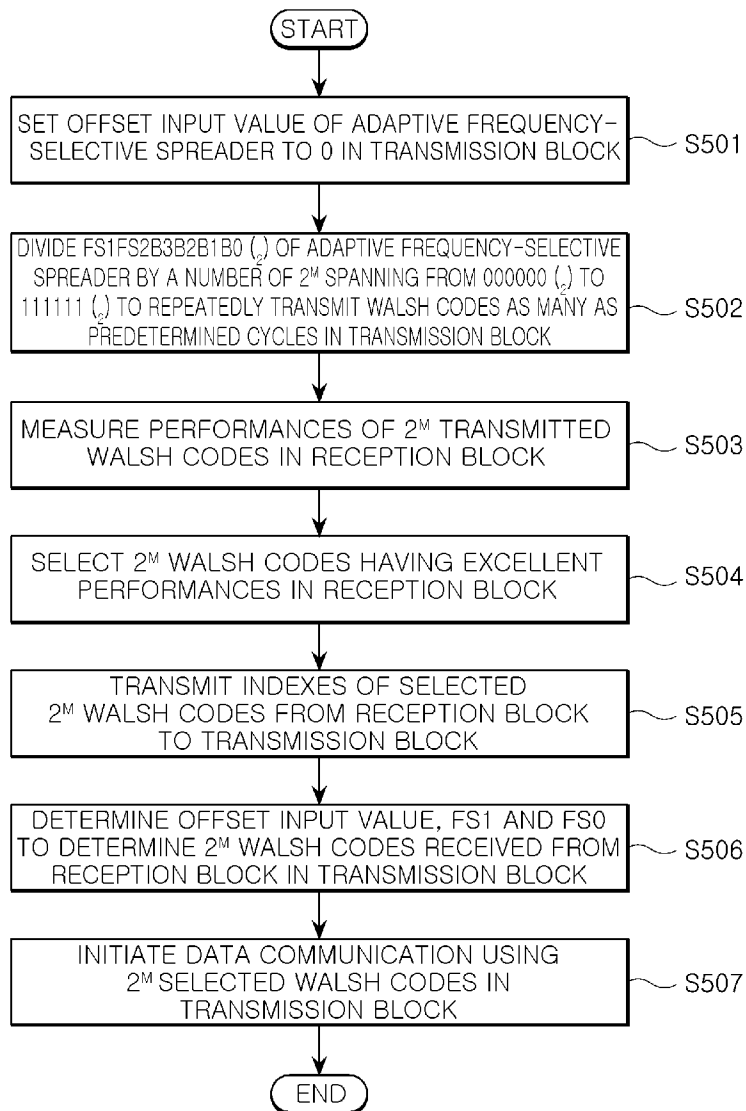 START
SET OFFSET INPUT VALUE OF ADAPTIVE FREQUENCY-
SELECTIVE SPREADER TO 0 IN TRANSMISSION BLOCK
S501
DIVIDE FS1FS2B3B2B1B0 (₂) OF ADAPTIVE FREQUENCY-SELECTIVE
SPREADER BY A NUMBER OF 2ᴹ SPANNING FROM 000000 (₂) TO
111111 (₂) TO REPEATEDLY TRANSMIT WALSH CODES AS MANY AS
PREDETERMINED CYCLES IN TRANSMISSION BLOCK
S502
MEASURE PERFORMANCES OF 2ᴹ TRANSMITTED
WALSH CODES IN RECEPTION BLOCK
S503
SELECT 2ᴹ WALSH CODES HAVING EXCELLENT
PERFORMANCES IN RECEPTION BLOCK
S504
TRANSMIT INDEXES OF SELECTED
2ᴹ WALSH CODES FROM RECEPTION BLOCK
TO TRANSMISSION BLOCK
S505
DETERMINE OFFSET INPUT VALUE, FS1 AND FS0
TO DETERMINE 2ᴹ WALSH CODES RECEIVED FROM
RECEPTION BLOCK IN TRANSMISSION BLOCK
S506
INITIATE DATA COMMUNICATION USING
2ᴹ SELECTED WALSH CODES IN
TRANSMISSION BLOCK
S507
END